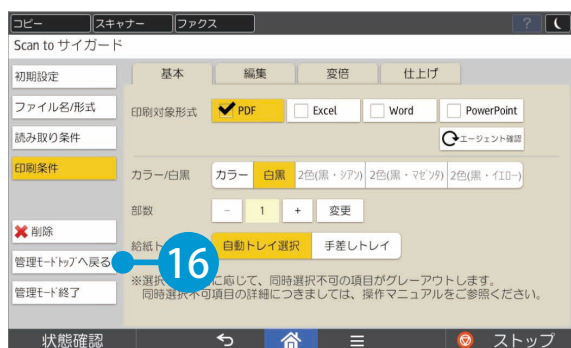 コピー スキャナー ファクス ?
Scan to サイガード
初期設定
ファイル名/形式
読み取り条件
印刷条件
削除
管理モードトップへ戻る
管理モード終了
基本 編集 変倍 仕上げ
印刷対象形式 PDF Excel Word PowerPoint
エージェント確認
カラー/白黒 カラー 白黒 2色(黒・シアン) 2色(黒・マゼンタ) 2色(黒・イエロー)
部数 - 1 + 変更
給紙ト 自動トレイ選択 手差しトレイ
16
※選択 に応じて、同時選択不可の項目がグレーアウトします。
同時選択不可項目の詳細につきましては、操作マニュアルをご参照ください。
状態確認 ストップ